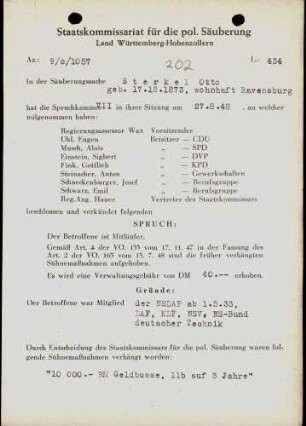 Staatskommissariat für die pol. Säuberung
Land Württemberg-Hohenzollern
Az.: 9/c/1057 L: 434
202
In der Säuberungssache Sterkel Otto
geb. 17.12.1873, wohnhaft Ravensburg
hat die Spruchkammer XII in ihrer Sitzung am 27.8.48 , an welcher
teilgenommen haben:
Regierungsassessor Wax Vorsitzender
Uhl, Eugen Beisitzer — CDU
Musch, Alois „ — SPD
Einstein, Sigbert „ — DVP
Fink, Gottlieb „ — KPD
Steinacher, Anton „ — Gewerkschaften
Schneckenburger, Josef „ — Berufsgruppe
Schwarz, Emil „ — Berufsgruppe
Reg.Ang. Hauer Vertreter des Staatskommissars
beschlossen und verkündet folgenden
SPRUCH:
Der Betroffene ist Mitläufer.
Gemäß Art. 4 der VO. 133 vom 17. 11. 47 in der Fassung des
Art. 2 der VO. 165 vom 13. 7. 48 sind die früher verhängten
Sühnemaßnahmen aufgehoben.
Es wird eine Verwaltungsgebühr von DM 40.-- erhoben.
Gründe:
Der Betroffene war Mitglied der NSDAP ab 1.5.33,
DAF, KDF, NSV, NS-Bund
deutscher Technik
Durch Entscheidung des Staatskommissars für die pol. Säuberung waren fol-
gende Sühnemaßnahmen verhängt worden:
"10 000.- RM Geldbusse, 11b auf 3 Jahre"